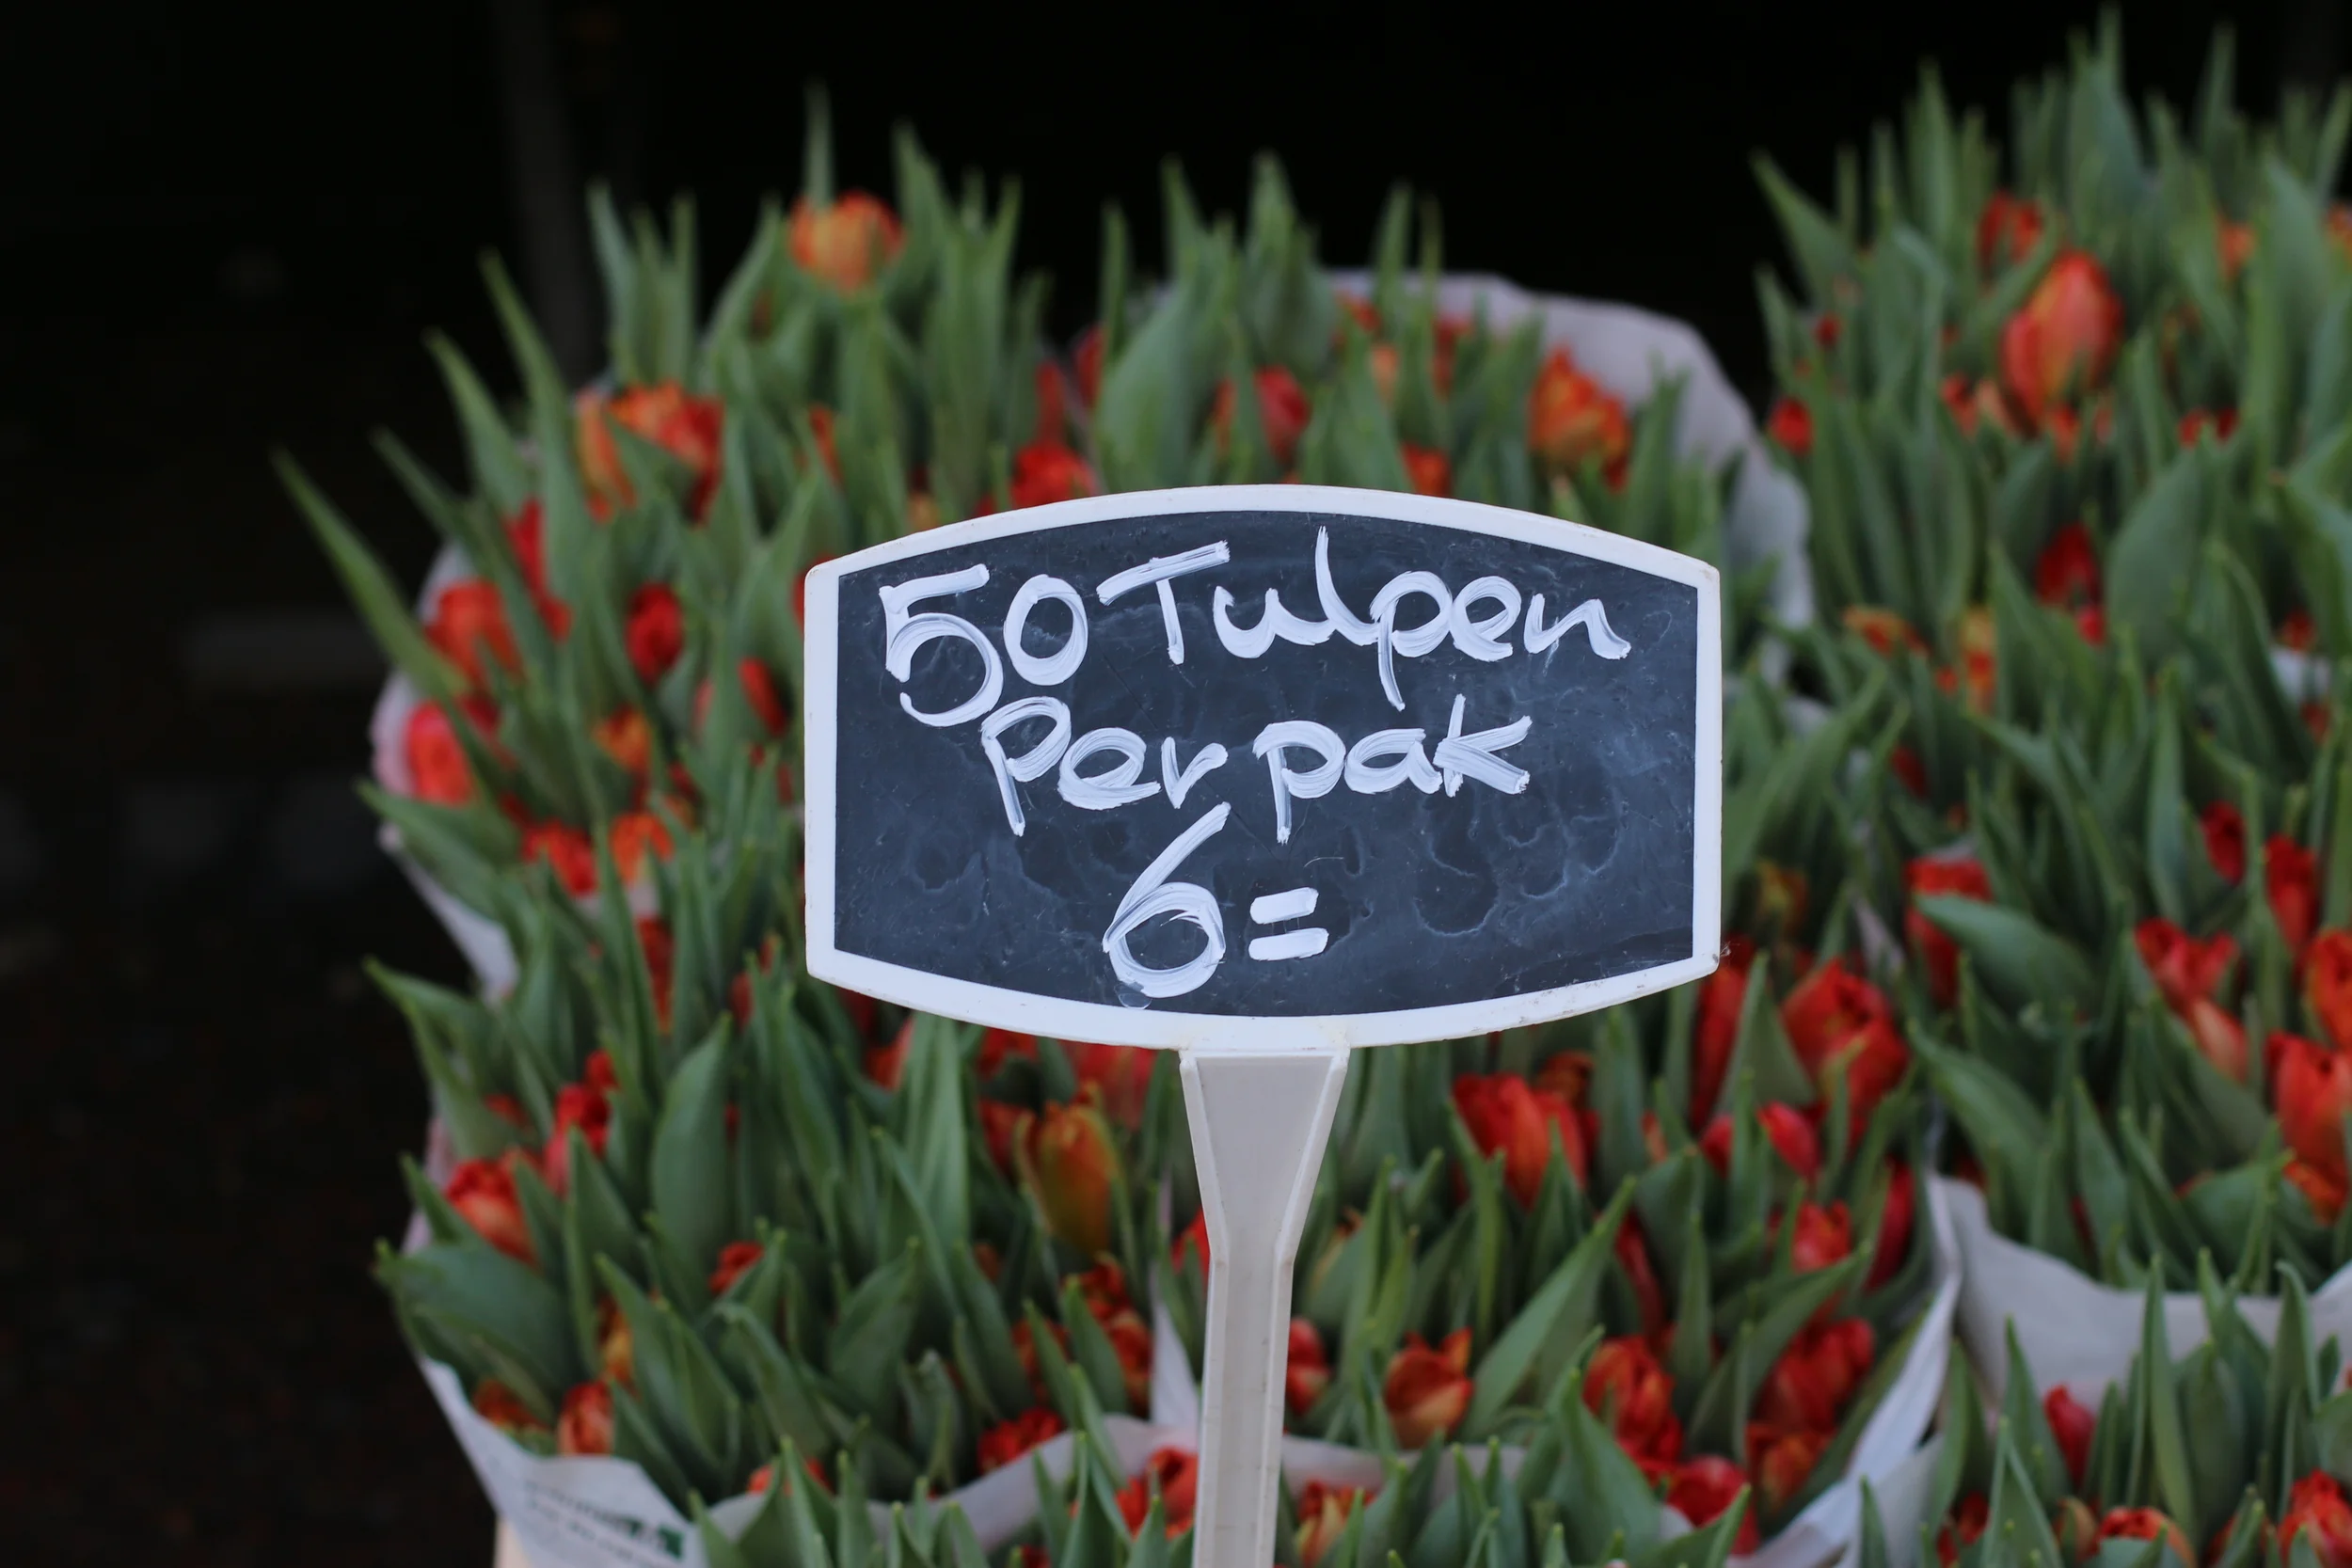 50 Tulpen
Per pak
6=